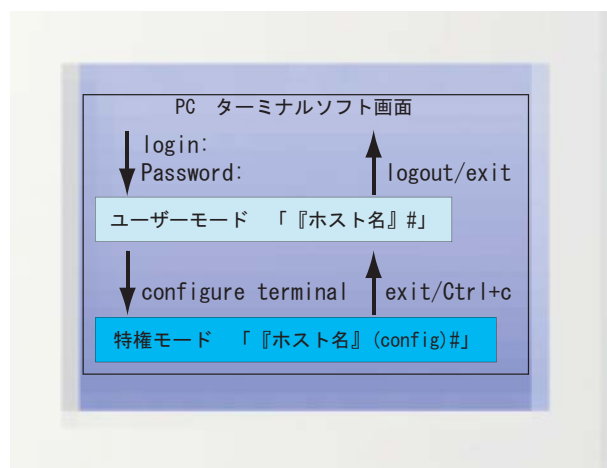 PC ターミナルソフト画面
login:
Password:
logout/exit
ユーザーモード 「『ホスト名』#」
configure terminal
exit/Ctrl+c
特権モード 「『ホスト名』(config)#」